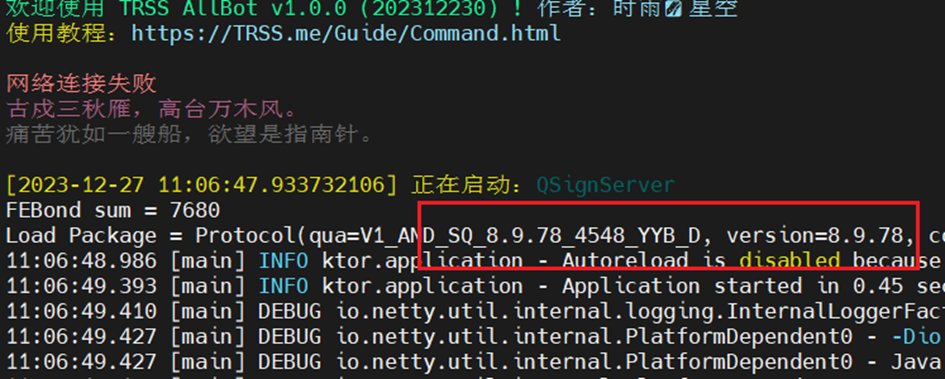 欢迎使用 TRSS AllBot v1.0.0 (202312230) ! 作者: 时雨🌌星空
使用教程: https://TRSS.me/Guide/Command.html
网络连接失败
古戍三秋雁，高台万木风。
痛苦犹如一艘船，欲望是指南针。
[2023-12-27 11:06:47.933732106] 正在启动: QSignServer
FEBond sum = 7680
Load Package = Protocol(qua=V1_AND_SQ_8.9.78_4548_YYB_D, version=8.9.78, co
11:06:48.986 [main] INFO ktor.application - Autoreload is disabled because
11:06:49.393 [main] INFO ktor.application - Application started in 0.45 sec
11:06:49.410 [main] DEBUG io.netty.util.internal.logging.InternalLoggerFact
11:06:49.427 [main] DEBUG io.netty.util.internal.PlatformDependent0 - -Dio
11:06:49.427 [main] DEBUG io.netty.util.internal.PlatformDependent0 - Java